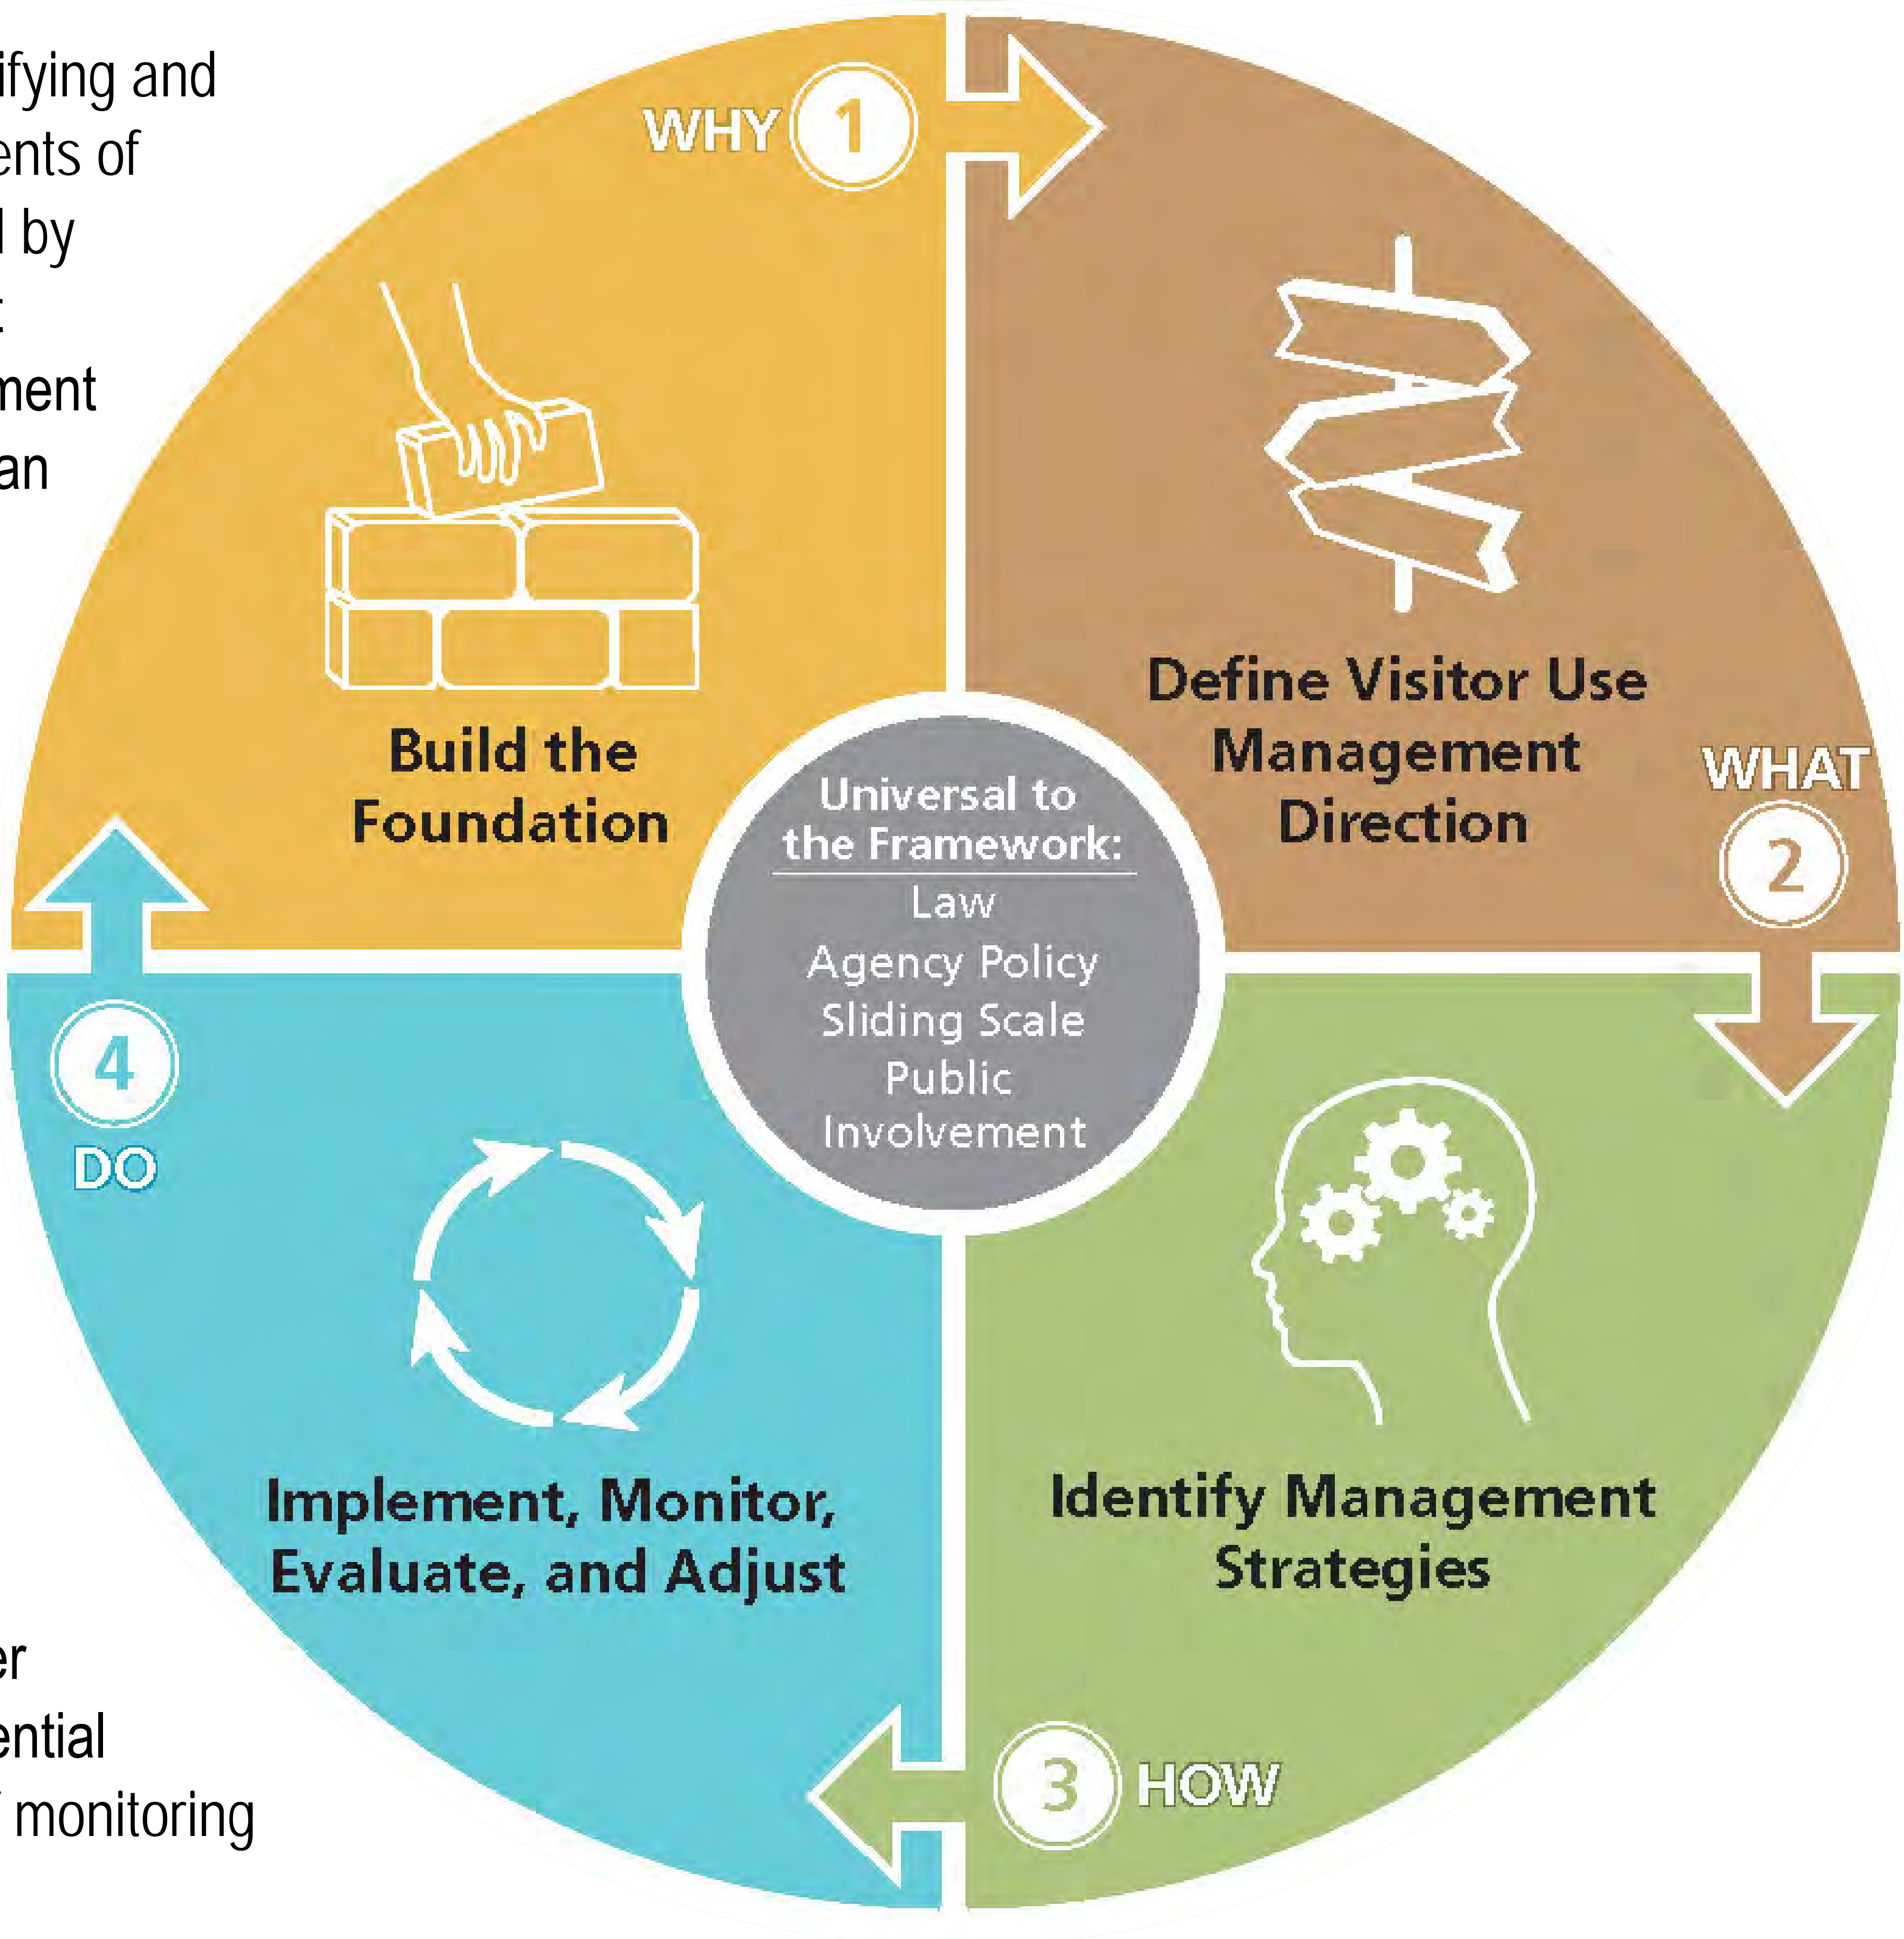 ifying and
ents of
by
ment
an
er
ential
monitoring
WHY 1
Build the
Foundation
Define Visitor Use
Management
Direction
WHAT
2
Universal to
the Framework:
Law
Agency Policy
Sliding Scale
Public
Involvement
Identify Management
Strategies
3 HOW
4
DO
Implement, Monitor,
Evaluate, and Adjust